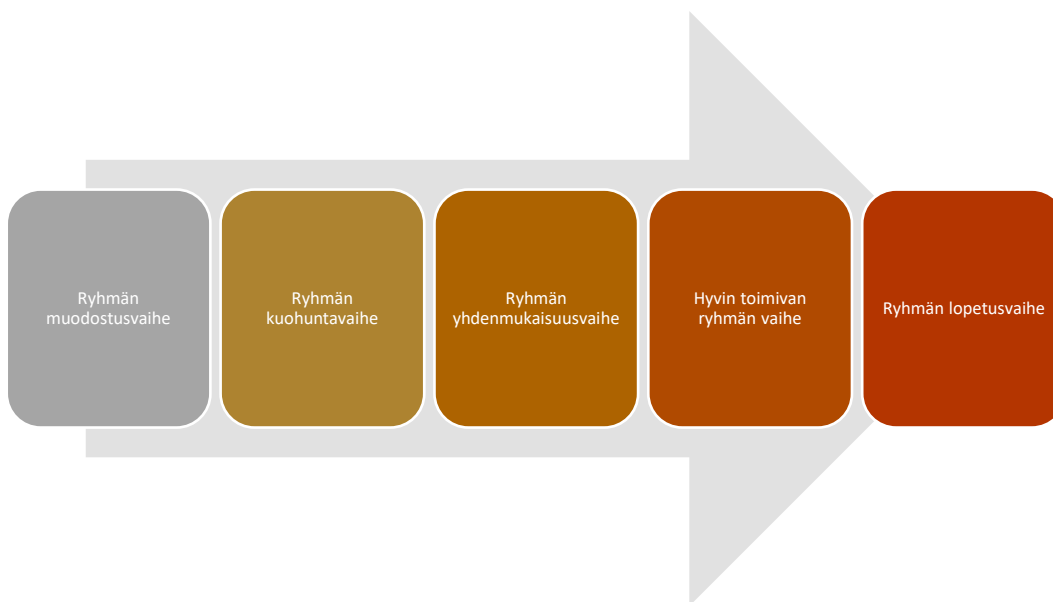 Ryhmän
muodostusvaihe
Ryhmän
kuohuntavaihe
Ryhmän
yhdenmukaisuusvaihe
Hyvin toimivan
ryhmän vaihe
Ryhmän lopetusvaihe